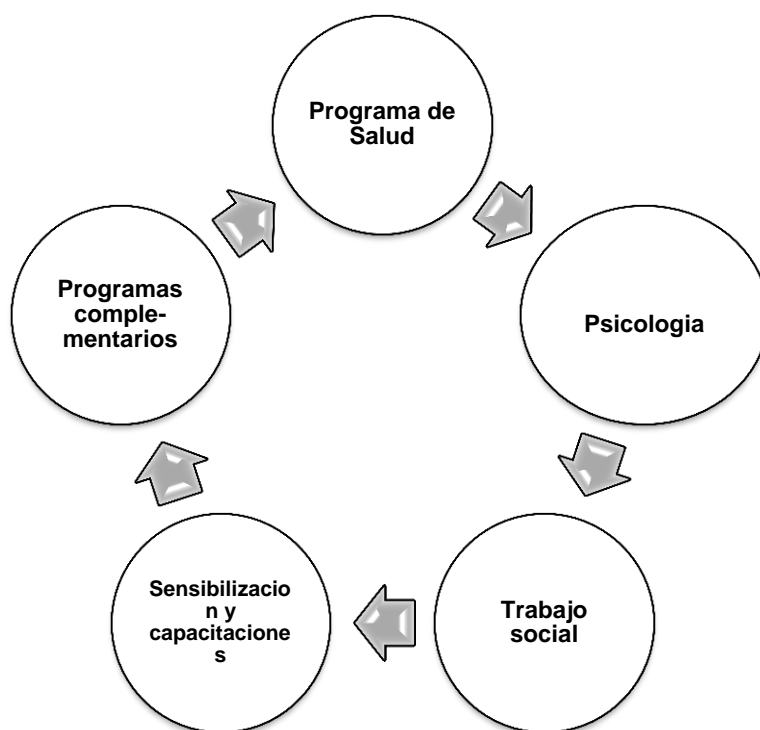 Programa de
Salud
Psicologia
Trabajo
social
Sensibilizacio
n y
capacitacione
s
Programas
comple-
mentarios